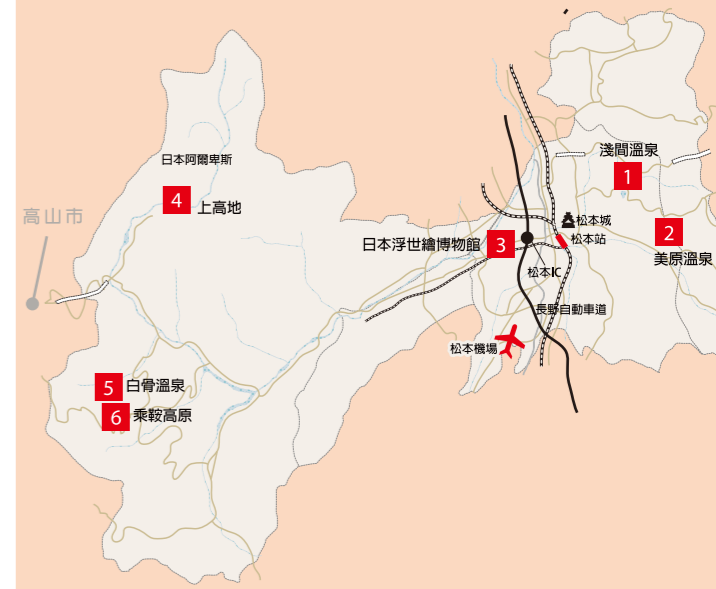 日本阿爾卑斯
4
上高地
高山市
淺間溫泉
1
松本城
松本站
2
美原溫泉
日本浮世繪博物館
3
松本IC
長野自動車道
松本機場
5
白骨溫泉
6
乘鞍高原